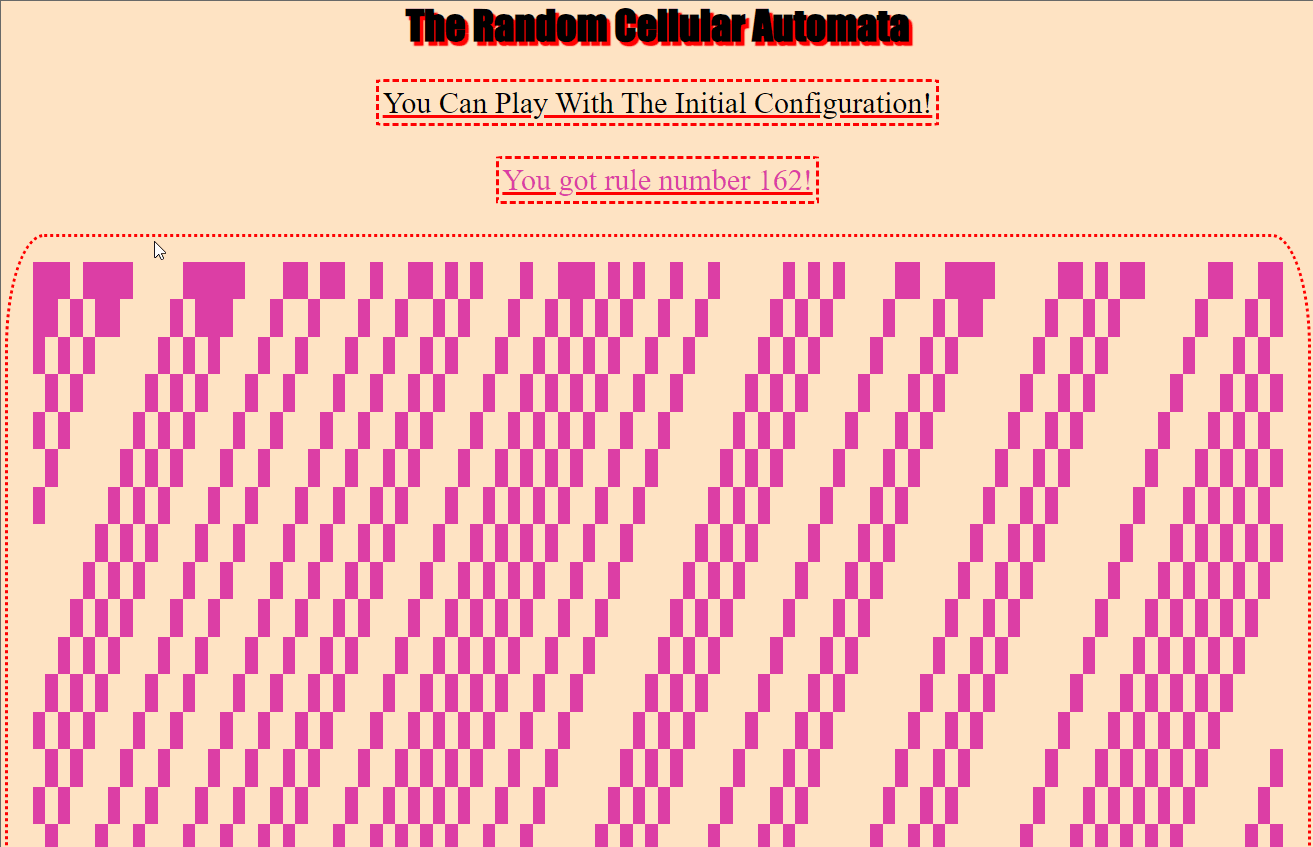 The Random Cellular Automata
You Can Play With The Initial Configuration!
You got rule number 162!